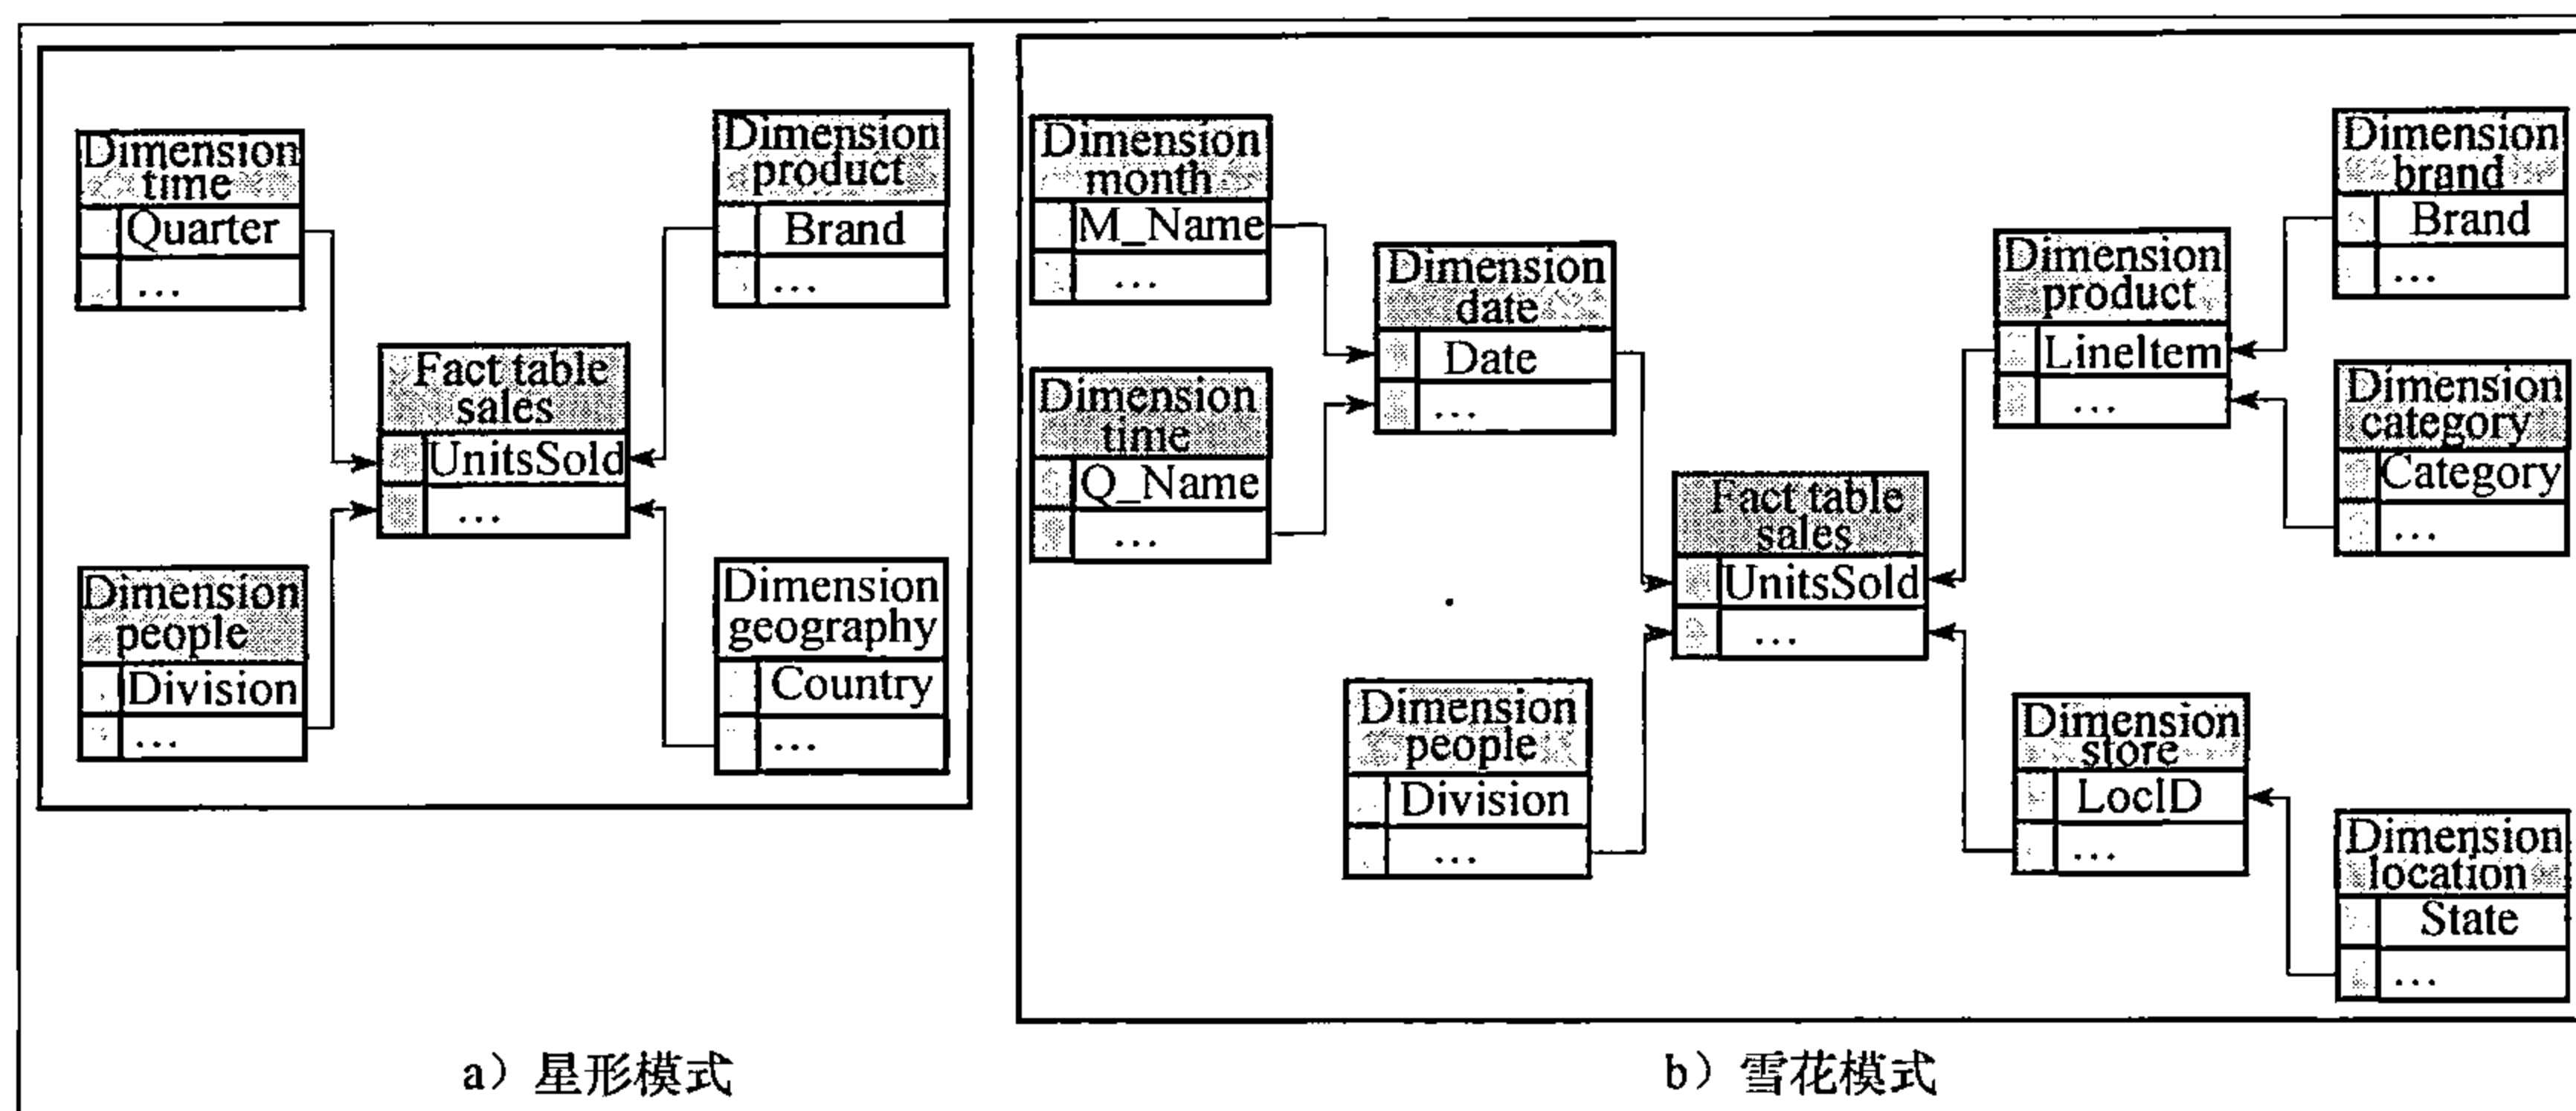 Dimension
time
Quarter
...
Dimension
product
Brand
...
Fact table
sales
UnitsSold
...
Dimension
people
Division
...
Dimension
geography
Country
...
a) 星形模式
Dimension
month
M_Name
...
Dimension
time
Q_Name
...
Dimension
date
Date
...
Dimension
product
LineItem
...
Dimension
brand
Brand
...
Dimension
category
Category
...
Fact table
sales
UnitsSold
...
Dimension
people
Division
...
Dimension
store
LocID
...
Dimension
location
State
...
b) 雪花模式